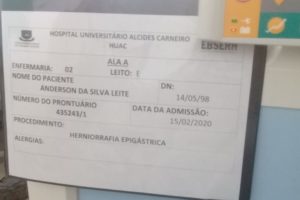 HOSPITAL UNIVERSITÁRIO ALCIDES CARNEIRO
HUAC
EBSERH
ALA A
ENFERMARIA: 02
LEITO: E
NOME DO PACIENTE
DN:
ANDERSON DA SILVA LEITE
14/05/98
NÚMERO DO PRONTUÁRIO
DATA DA ADMISSÃO:
435243/1
15/02/2020
PROCEDIMENTO:
HERNIORRAFIA EPIGÁSTRICA
ALERGIAS: